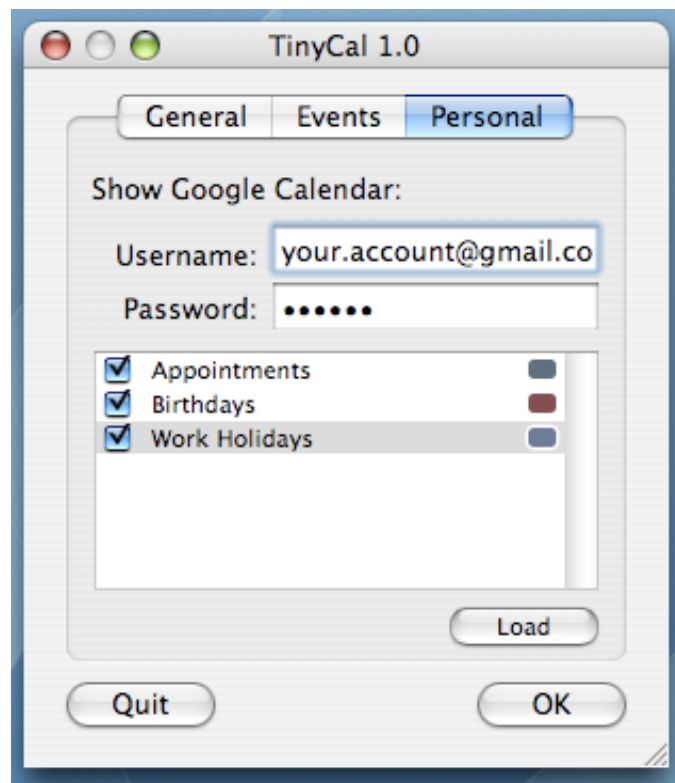 TinyCal 1.0
General Events Personal
Show Google Calendar:
Username: your.account@gmail.co
Password: ••••••
Appointments
Birthdays
Work Holidays
Load
Quit OK